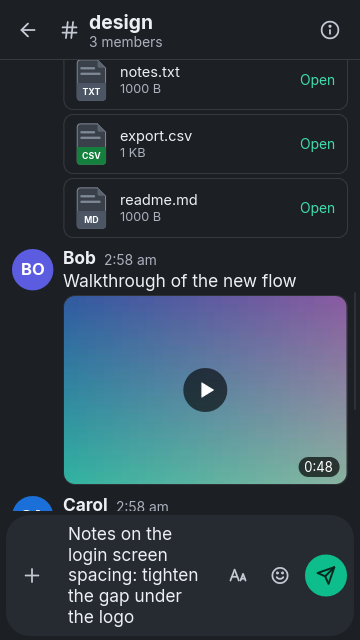 # design
3 members
notes.txt
1000 B
TXT
Open
export.csv
1 KB
CSV
Open
readme.md
1000 B
MD
Open
BO
Bob 2:58 am
Walkthrough of the new flow
0:48
Carol 2:58 am
Notes on the
login screen
spacing: tighten
the gap under
the logo
AA